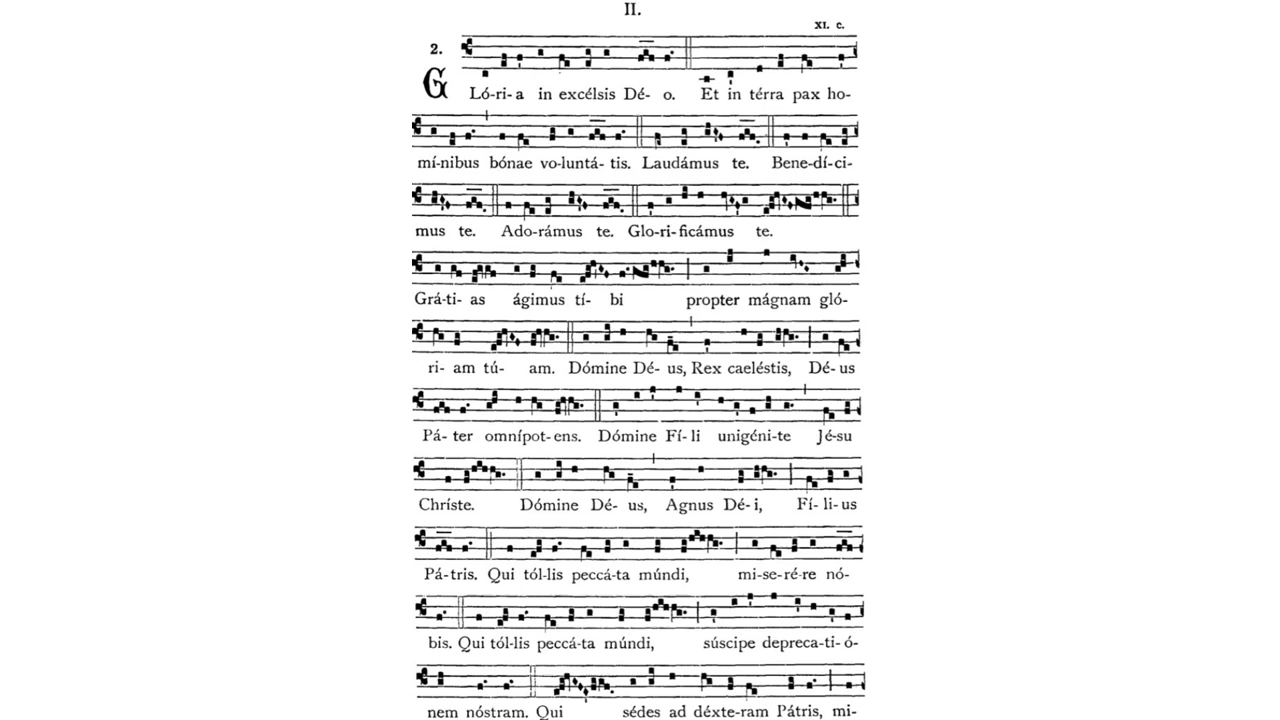 II.
XI. c.
2.
GLó-ri-a in excélsis Dé- o. Et in térra pax ho-
mí-nibus bónae vo-luntá-tis. Laudámus te. Bene-dí-ci-
mus te. Ado-rámus te. Glo-ri-ficámus te.
Grá-ti- as ágimus tí- bi propter mágnam gló-
ri- am tú- am. Dómine Dé- us, Rex caeléstis, Dé-us
Pá- ter omnípot-ens. Dómine Fí- li unigéni-te Jé-su
Chríste. Dómine Dé- us, Agnus Dé-i, Fí- li-us
Pá-tris. Qui tól-lis peccá-ta múndi, mi-se-ré-re nó-
bis. Qui tól-lis peccá-ta múndi, súscipe depreca-ti-ó-
nem nóstram. Qui sédes ad déxte-ram Pátris, mi-